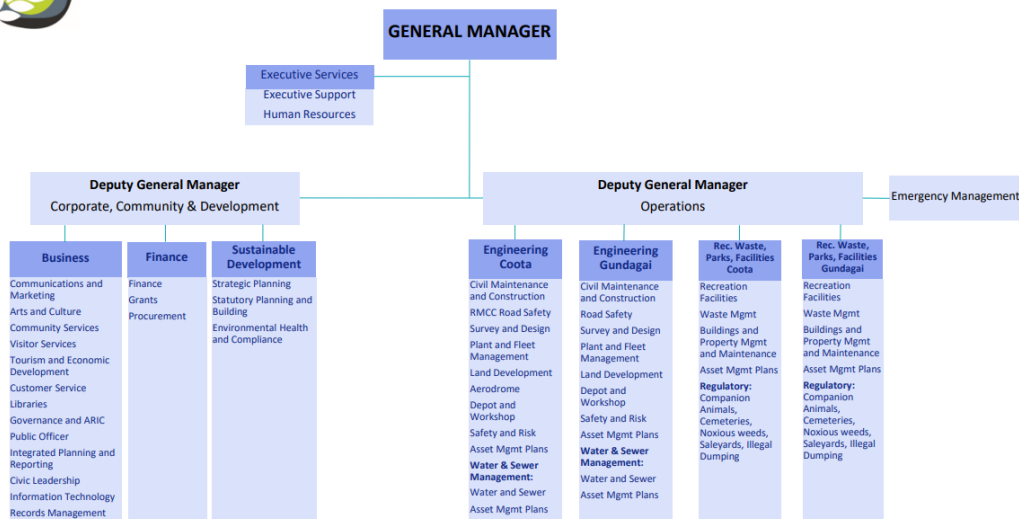 GENERAL MANAGER
Executive Services
Executive Support
Human Resources
Deputy General Manager
Corporate, Community & Development
Deputy General Manager
Operations
Emergency Management
Business
Communications and
Marketing
Arts and Culture
Community Services
Visitor Services
Tourism and Economic
Development
Customer Service
Libraries
Governance and ARIC
Public Officer
Integrated Planning and
Reporting
Civic Leadership
Information Technology
Records Management
Finance
Finance
Grants
Procurement
Sustainable
Development
Strategic Planning
Statutory Planning and
Building
Environmental Health
and Compliance
Engineering
Coota
Civil Maintenance
and Construction
RMCC Road Safety
Survey and Design
Plant and Fleet
Management
Land Development
Aerodrome
Depot and
Workshop
Safety and Risk
Asset Mgmt Plans
Water & Sewer
Management:
Water and Sewer
Asset Mgmt Plans
Engineering
Gundagai
Civil Maintenance
and Construction
Road Safety
Survey and Design
Plant and Fleet
Management
Land Development
Depot and
Workshop
Safety and Risk
Asset Mgmt Plans
Water & Sewer
Management:
Water and Sewer
Asset Mgmt Plans
Rec. Waste,
Parks, Facilities
Coota
Recreation
Facilities
Waste Mgmt
Buildings and
Property Mgmt
and Maintenance
Asset Mgmt Plans
Regulatory:
Companion
Animals,
Cemeteries,
Noxious weeds,
Saleyards, Illegal
Dumping
Rec. Waste,
Parks, Facilities
Gundagai
Recreation
Facilities
Waste Mgmt
Buildings and
Property Mgmt
and Maintenance
Asset Mgmt Plans
Regulatory:
Companion
Animals,
Cemeteries,
Noxious weeds,
Saleyards, Illegal
Dumping